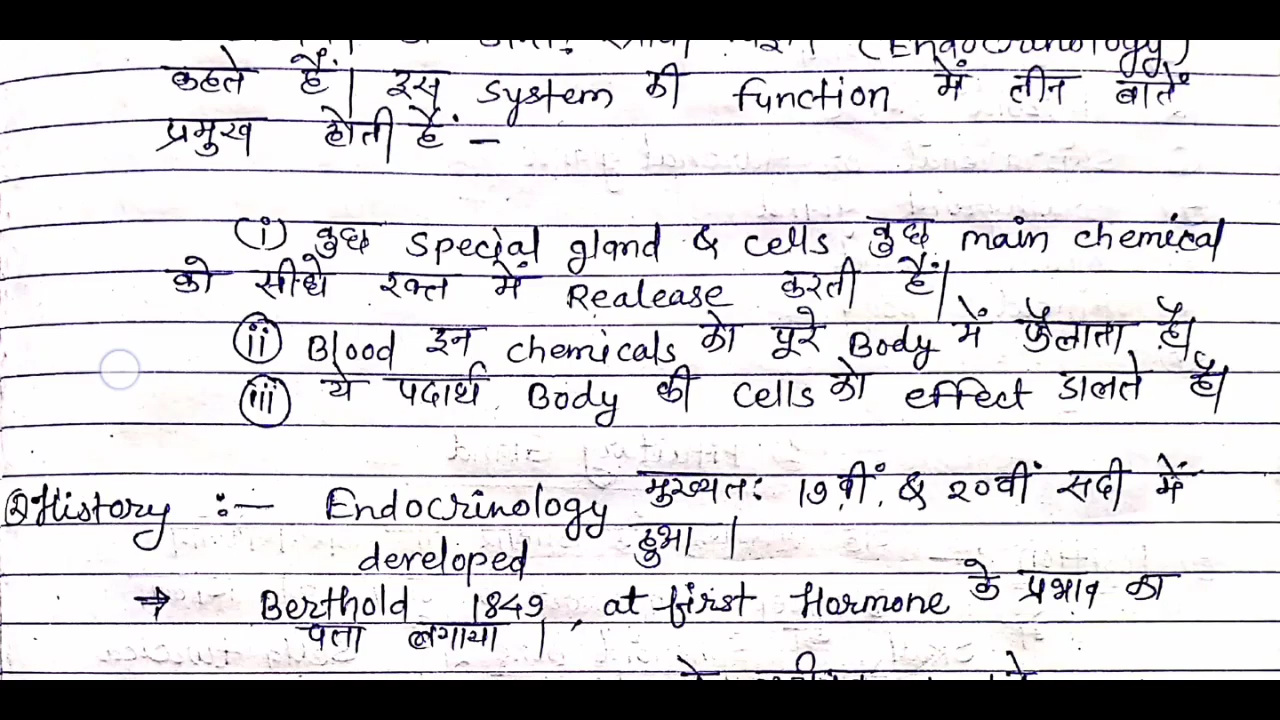 (Endocrinology)
कहते हैं। इस system की function में तीन बातें
प्रमुख होती हैं -
(i) कुछ special gland & cells कुछ main chemical
को सीधे रक्त में Realease करती हैं।
(ii) Blood इन chemicals को पूरे Body में फैलाता है।
(iii) ये पदार्थ Body की cells को effect डालते है।
History :- Endocrinology मुख्यतः 19वीं & 20वीं सदी में
dereloped हुआ।
→ Berthold 1849, at first Hormone के प्रभाव का
पता लगाया।